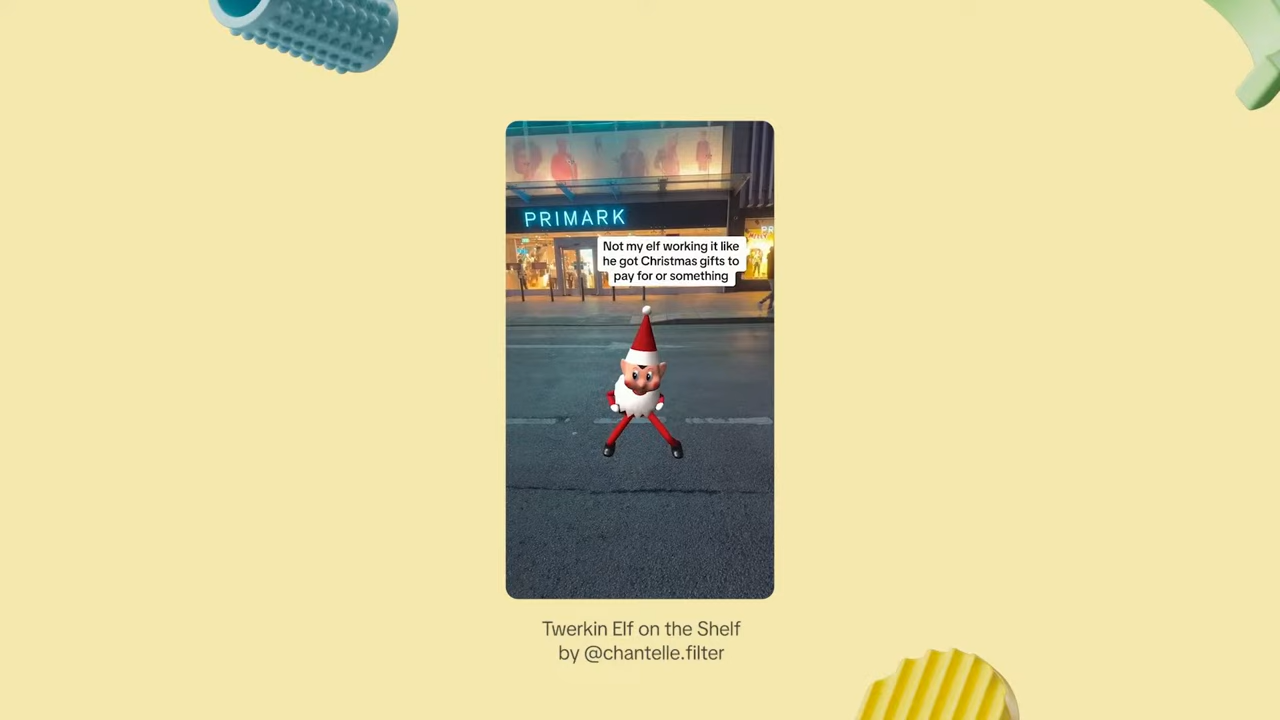 PRIMARK
PR
Not my elf working it like
he got Christmas gifts to
pay for or something
Twerkin Elf on the Shelf
by @chantelle.filter